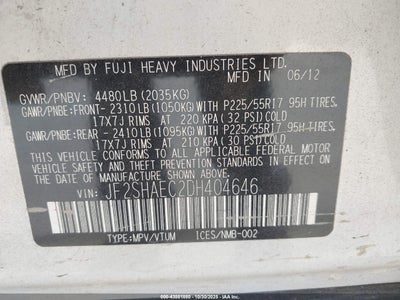 MFD. BY FUJI HEAVY INDUSTRIES LTD.
MADE IN JAPAN 06/12
GVWR/PNBV: 4480LB (2035KG)
GAWR/PNBE:FRONT- 2310LB(1050KG)WITH P225/55R17 95H TIRES.
17X7J RIMS AT 220 KPA(32 PSI)COLD
GAWR/PNBE:REAR - 2410LB(1095KG)WITH P225/55R17 95H TIRES.
17X7J RIMS AT 210 KPA(30 PSI)COLD
THIS VEHICLE CONFORMS TO ALL APPLICABLE FEDERAL MOTOR
VEHICLE SAFETY, BUMPER, AND THEFT PREVENTION
STANDARDS IN EFFECT ON THE DATE OF MANUFACTURE SHOWN
ABOVE.
VIN: JF2SHAEC2DH404646
TYPE:MPV/VTUM ICES/NMB-002